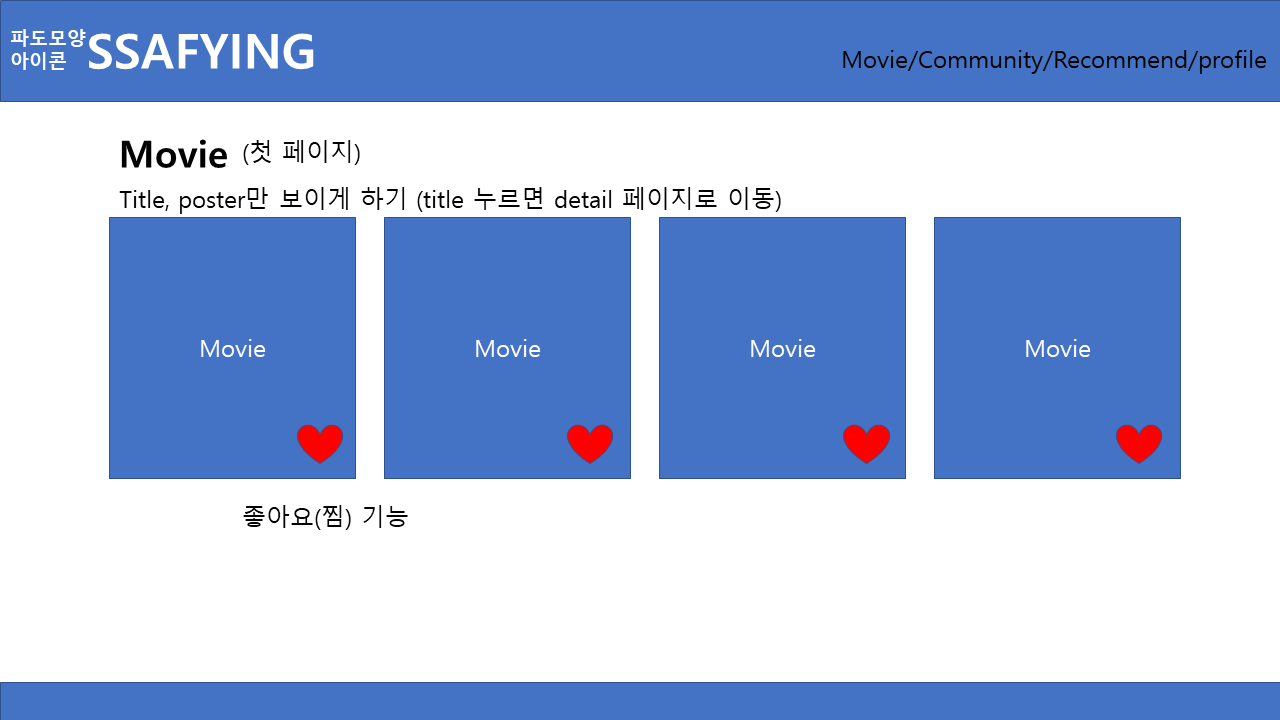 파도모양
아이콘
SSAFYING
Movie/Community/Recommend/profile
Movie (첫 페이지)
Title, poster만 보이게 하기 (title 누르면 detail 페이지로 이동)
Movie
Movie
Movie
Movie
좋아요(찜) 기능